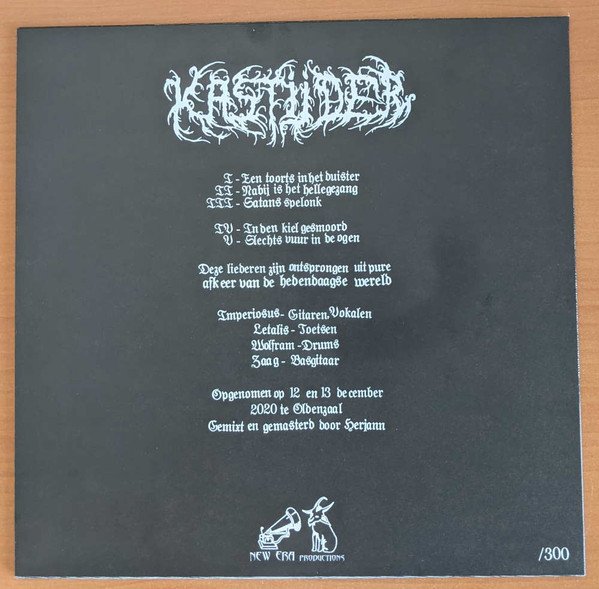 KASTIJDER
I - Een toorts in het duister
II - Nabij is het hellegezang
III - Satans spelonk
IV - In den kiel gesmoord
V - Slechts vuur in de ogen
Deze liederen zijn ontsprongen uit pure
afkeer van de hedendaagse wereld
Imperiosus - Gitaren, Vokalen
Letalis - Toetsen
Wolfram - Drums
Zaag - Basgitaar
Opgenomen op 12 en 13 december
2020 te Oldenzaal
Gemixt en gemasterd door Herjann
NEW ERA PRODUCTIONS
/300